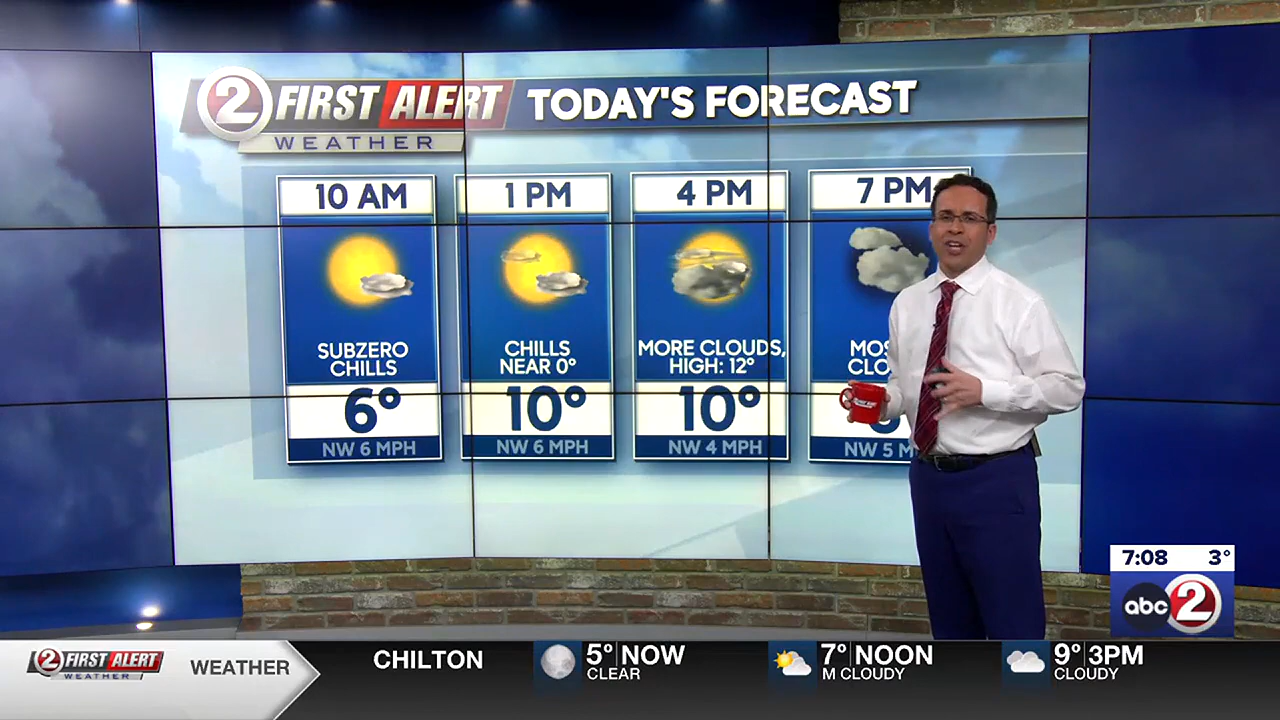 2 FIRST ALERT
WEATHER
TODAY'S FORECAST
10 AM
SUBZERO
CHILLS
6°
NW 6 MPH
1 PM
CHILLS
NEAR 0°
10°
NW 6 MPH
4 PM
MORE CLOUDS,
HIGH: 12°
10°
NW 4 MPH
7 PM
NW 5
7:08 3°
abc 2
2 FIRST ALERT
WEATHER
WEATHER
CHILTON
5° NOW
CLEAR
7° NOON
M CLOUDY
9° 3PM
CLOUDY